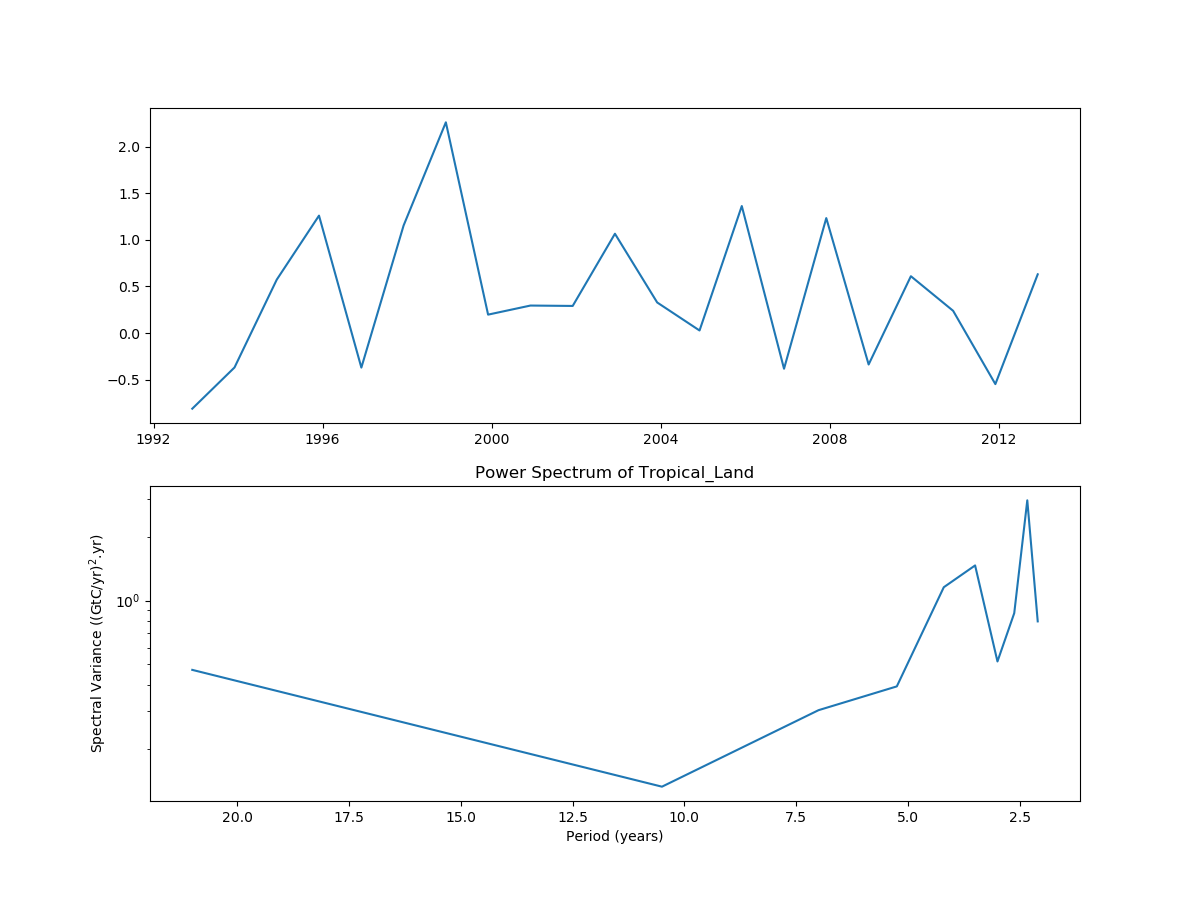 2.0
1.5
1.0
0.5
0.0
−0.5
1992 1996 2000 2004 2008 2012
Power Spectrum of Tropical_Land
Spectral Variance ((GtC/yr)².yr)
10⁰
20.0 17.5 15.0 12.5 10.0 7.5 5.0 2.5
Period (years)